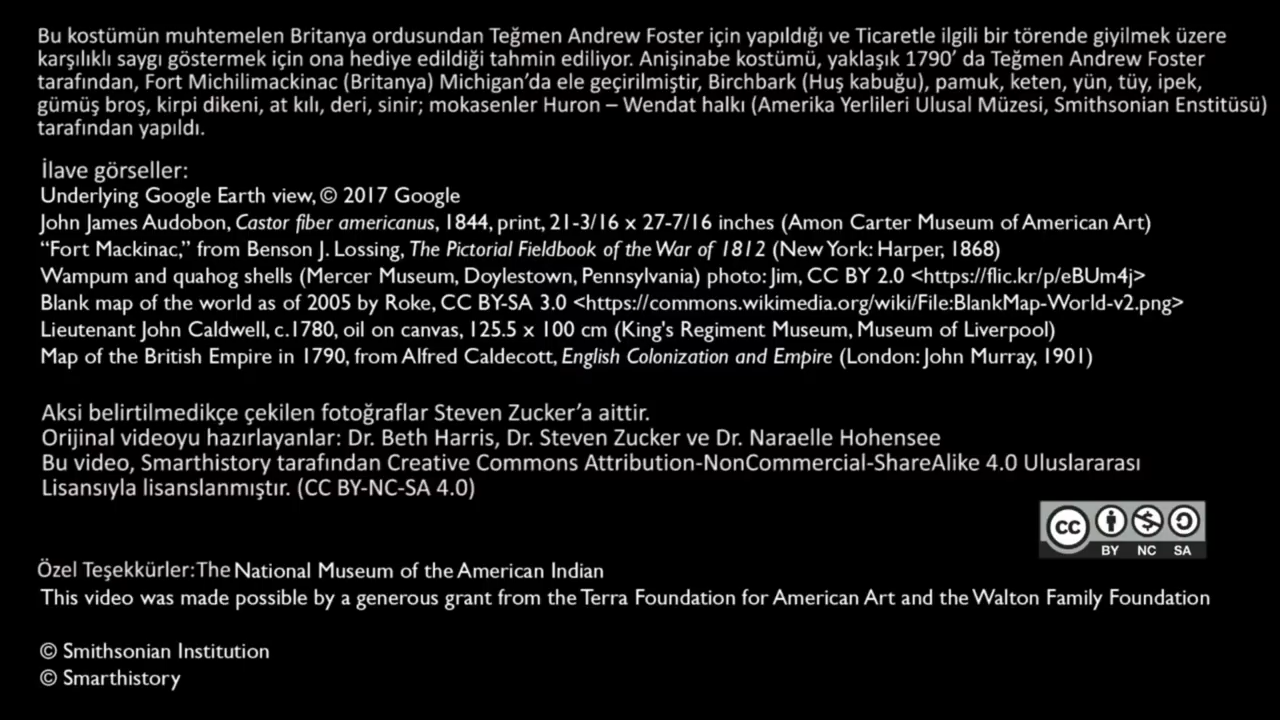 Bu kostümün muhtemelen Britanya ordusundan Teğmen Andrew Foster için yapıldığı ve Ticaretle ilgili bir törende giyilmek üzere
karşılıklı saygı göstermek için ona hediye edildiği tahmin ediliyor. Anişinabe kostümü, yaklaşık 1790’ da Teğmen Andrew Foster
tarafından, Fort Michilimackinac (Britanya) Michigan’da ele geçirilmiştir, Birchbark (Huş kabuğu), pamuk, keten, yün, tüy, ipek,
gümüş broş, kirpi dikeni, at kılı, deri, sinir; mokasenler Huron – Wendat halkı (Amerika Yerlileri Ulusal Müzesi, Smithsonian Enstitüsü)
tarafından yapıldı.
İlave görseller:
Underlying Google Earth view, © 2017 Google
John James Audobon, Castor fiber americanus, 1844, print, 21-3/16 x 27-7/16 inches (Amon Carter Museum of American Art)
“Fort Mackinac,” from Benson J. Lossing, The Pictorial Fieldbook of the War of 1812 (New York: Harper, 1868)
Wampum and quahog shells (Mercer Museum, Doylestown, Pennsylvania) photo: Jim, CC BY 2.0 <https://flic.kr/p/eBUm4j>
Blank map of the world as of 2005 by Roke, CC BY-SA 3.0 <https://commons.wikimedia.org/wiki/File:BlankMap-World-v2.png>
Lieutenant John Caldwell, c.1780, oil on canvas, 125.5 x 100 cm (King's Regiment Museum, Museum of Liverpool)
Map of the British Empire in 1790, from Alfred Caldecott, English Colonization and Empire (London: John Murray, 1901)
Aksi belirtilmedikçe çekilen fotoğraflar Steven Zucker’a aittir.
Orijinal videoyu hazırlayanlar: Dr. Beth Harris, Dr. Steven Zucker ve Dr. Naraelle Hohensee
Bu video, Smarthistory tarafından Creative Commons Attribution-NonCommercial-ShareAlike 4.0 Uluslararası
Lisansıyla lisanslanmıştır. (CC BY-NC-SA 4.0)
cc
BY NC SA
Özel Teşekkürler:The National Museum of the American Indian
This video was made possible by a generous grant from the Terra Foundation for American Art and the Walton Family Foundation
© Smithsonian Institution
© Smarthistory